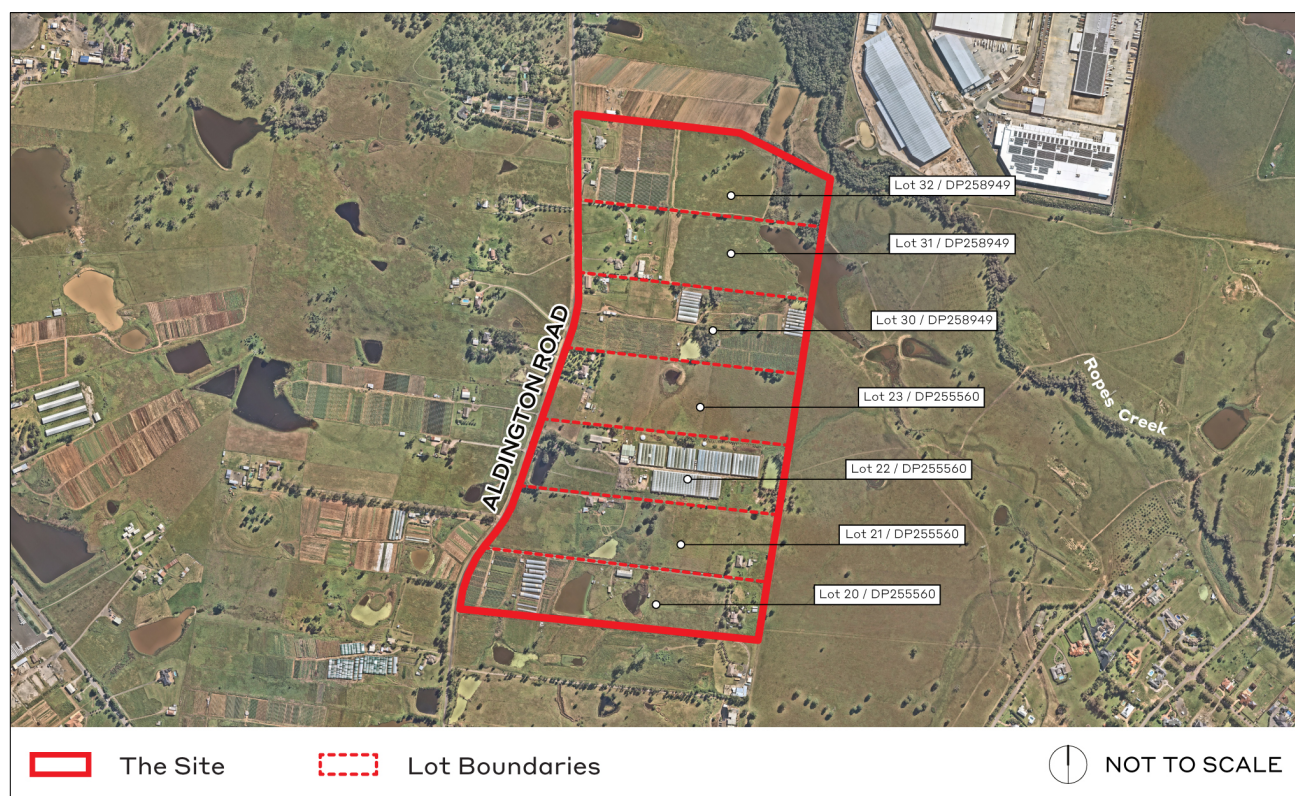 Lot 32 / DP258949
Lot 31 / DP258949
Lot 30 / DP258949
ALDINGTON ROAD
Ropes Creek
Lot 23 / DP255560
Lot 22 / DP255560
Lot 21 / DP255560
Lot 20 / DP255560
The Site
Lot Boundaries
NOT TO SCALE